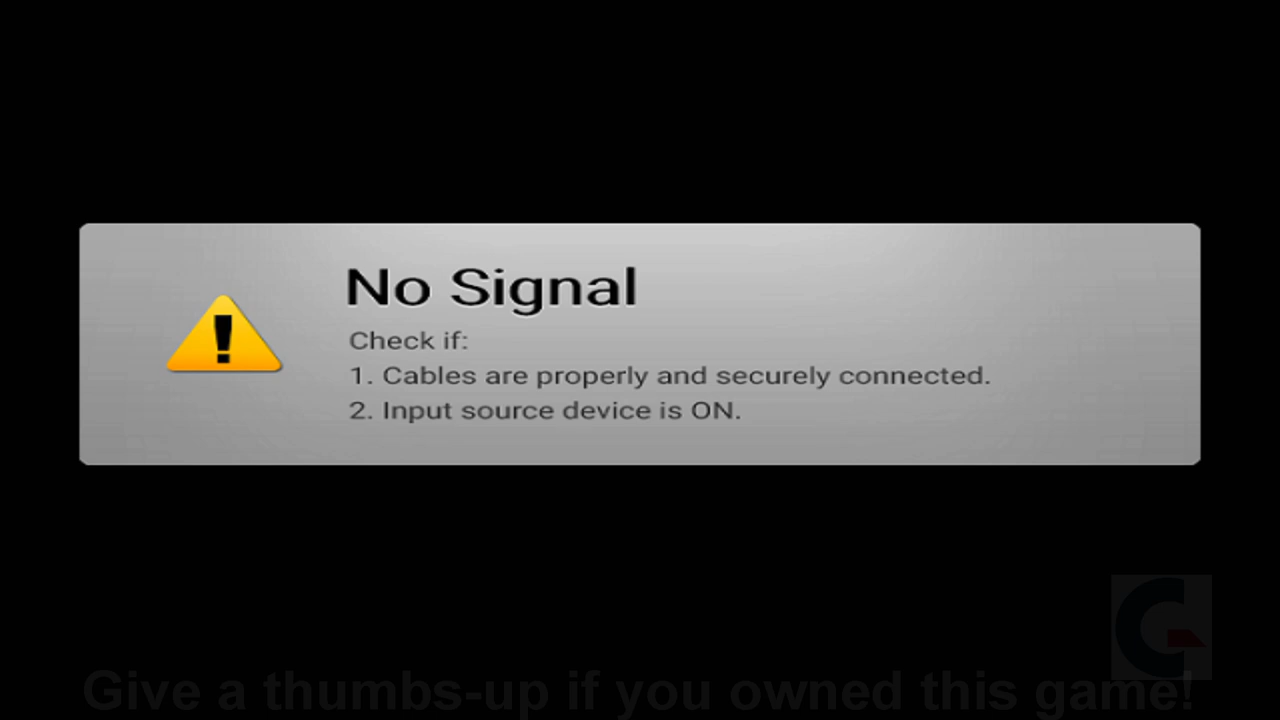 No Signal
Check if:
1. Cables are properly and securely connected.
2. Input source device is ON.
Give a thumbs-up if you owned this game!